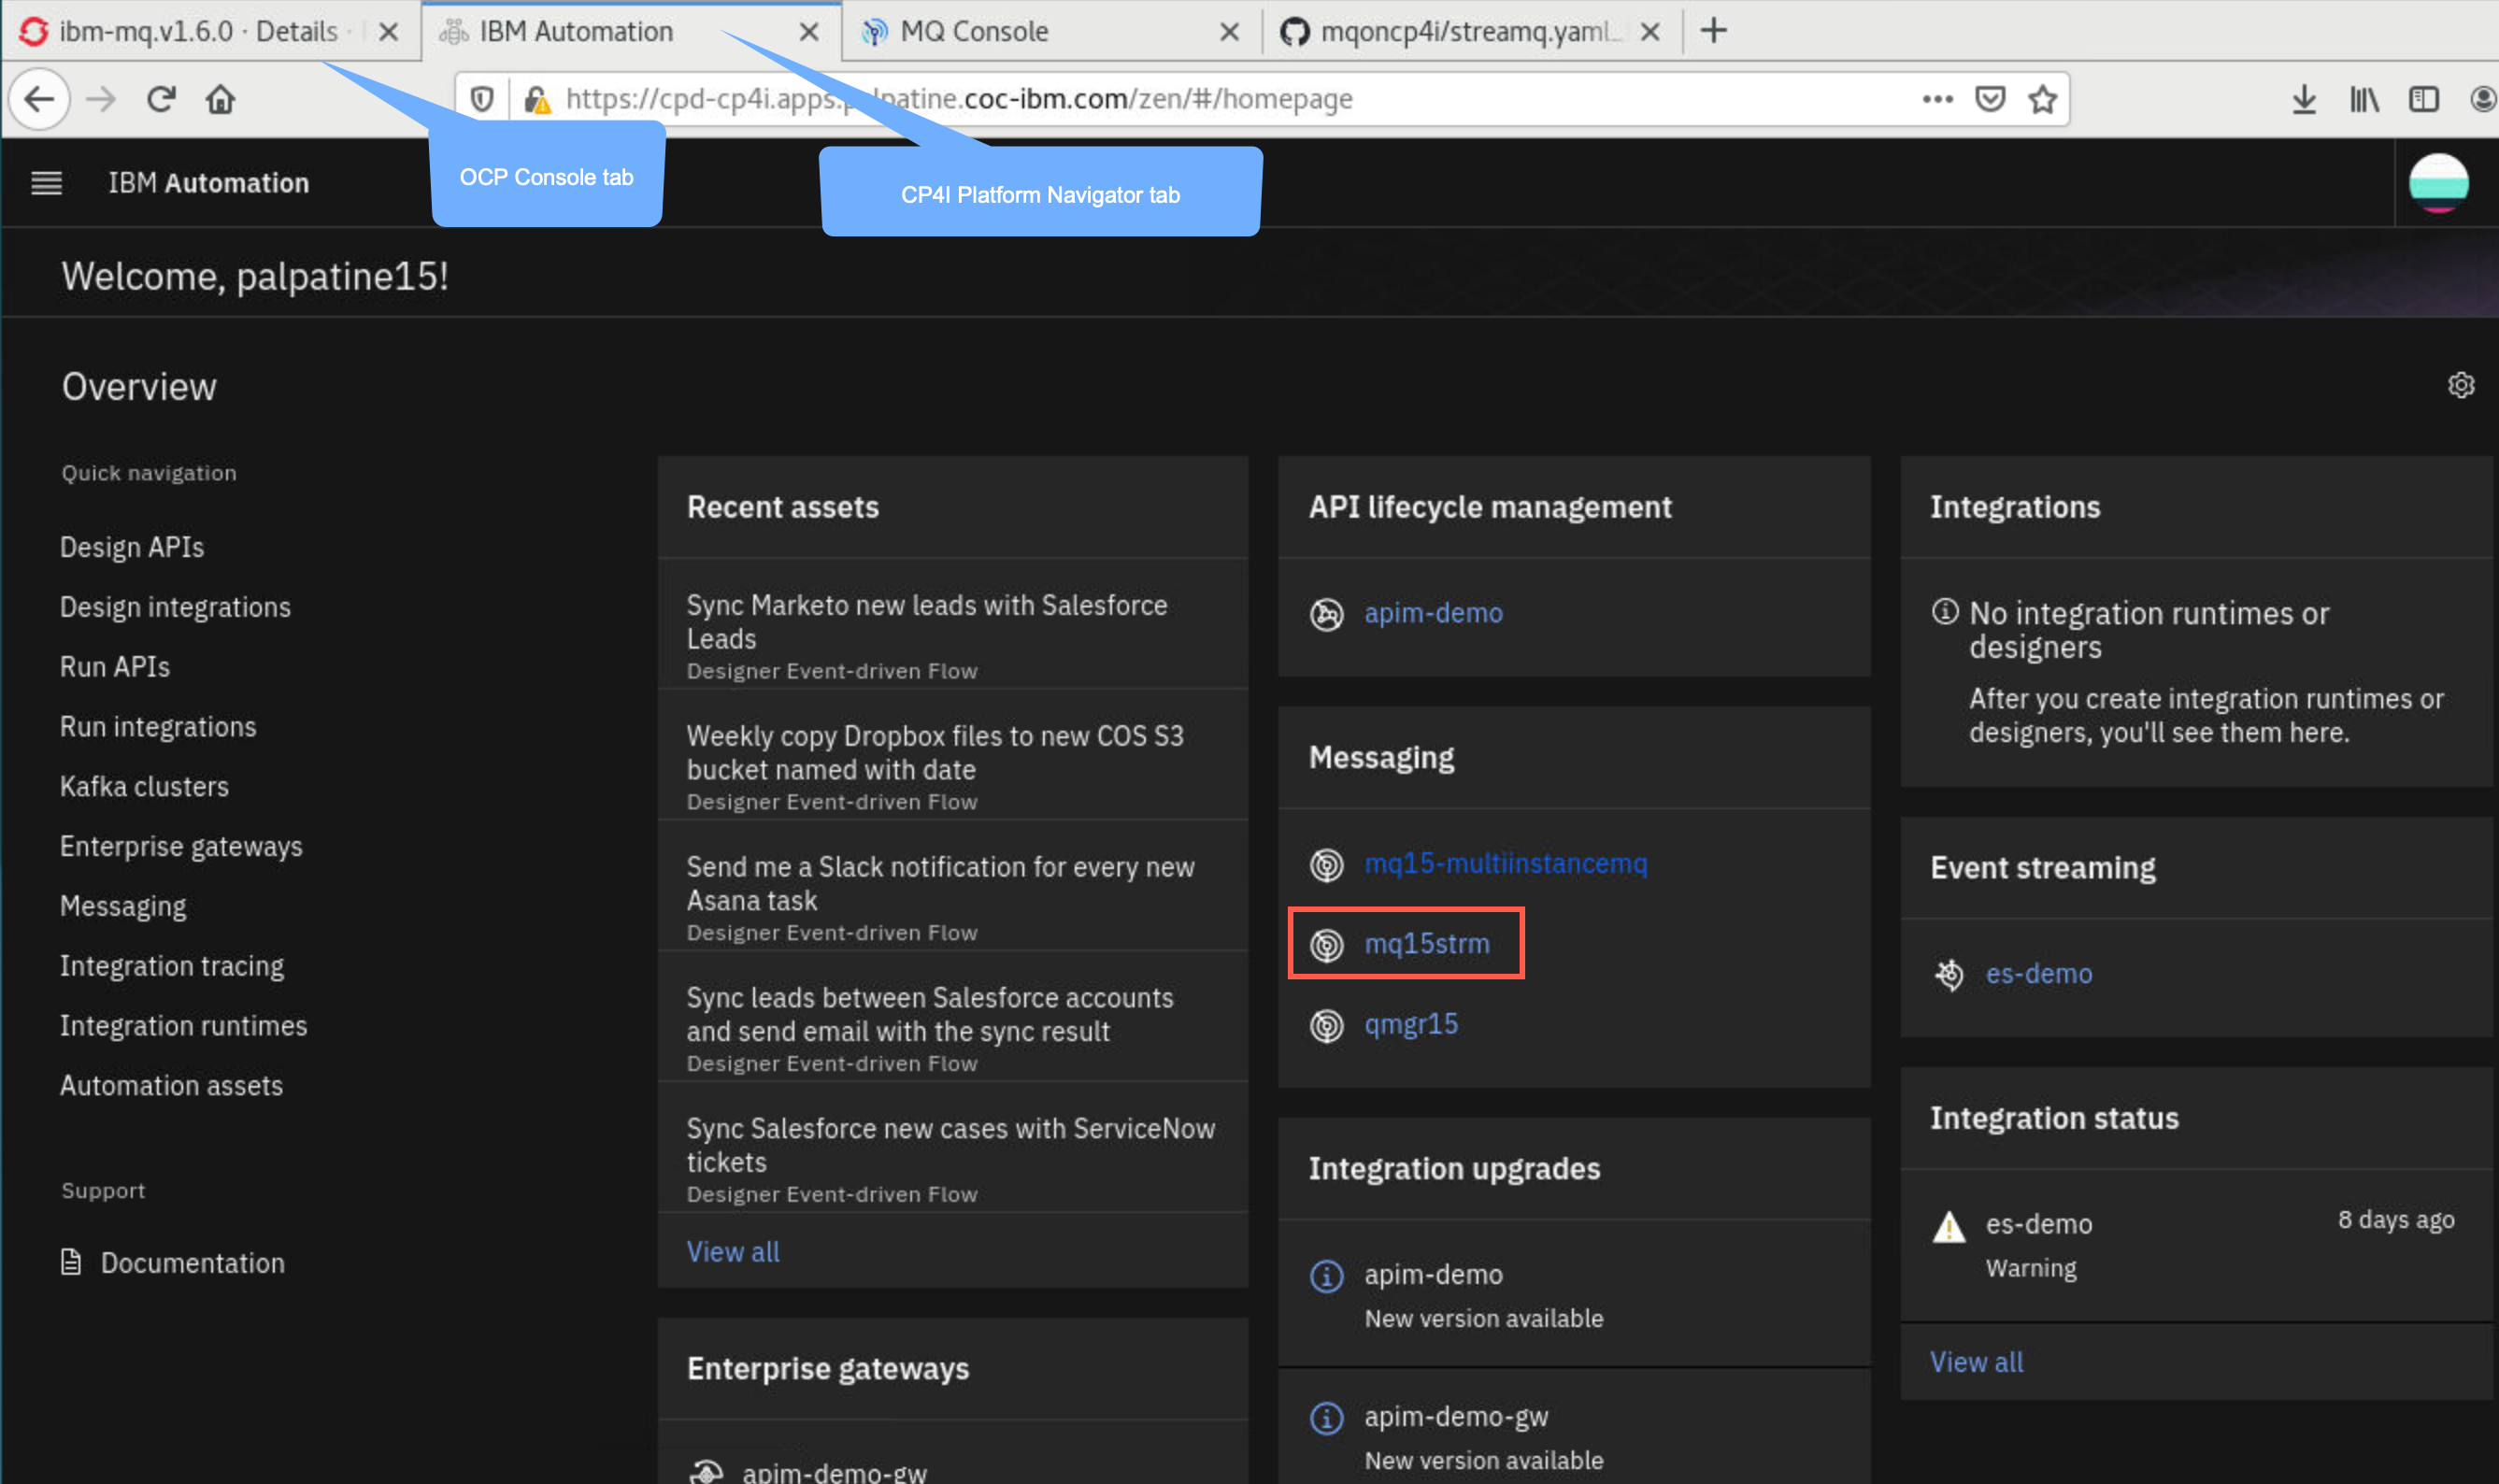 ibm-mq.v1.6.0 · Details ·
IBM Automation
MQ Console
mqoncp4i/streamq.yaml
https://cpd-cp4i.apps.palpatine.coc-ibm.com/zen/#/homepage
OCP Console tab
CP4I Platform Navigator tab
IBM Automation
Welcome, palpatine15!
Overview
Quick navigation
Design APIs
Design integrations
Run APIs
Run integrations
Kafka clusters
Enterprise gateways
Messaging
Integration tracing
Integration runtimes
Automation assets
Support
Documentation
Recent assets
Sync Marketo new leads with Salesforce
Leads
Designer Event-driven Flow
Weekly copy Dropbox files to new COS S3
bucket named with date
Designer Event-driven Flow
Send me a Slack notification for every new
Asana task
Designer Event-driven Flow
Sync leads between Salesforce accounts
and send email with the sync result
Designer Event-driven Flow
Sync Salesforce new cases with ServiceNow
tickets
Designer Event-driven Flow
View all
Enterprise gateways
apim-demo-gw
API lifecycle management
apim-demo
Messaging
mq15-multiinstancemq
mq15strm
qmgr15
Integration upgrades
apim-demo
New version available
apim-demo-gw
New version available
Integrations
No integration runtimes or
designers
After you create integration runtimes or
designers, you'll see them here.
Event streaming
es-demo
Integration status
es-demo
8 days ago
Warning
View all